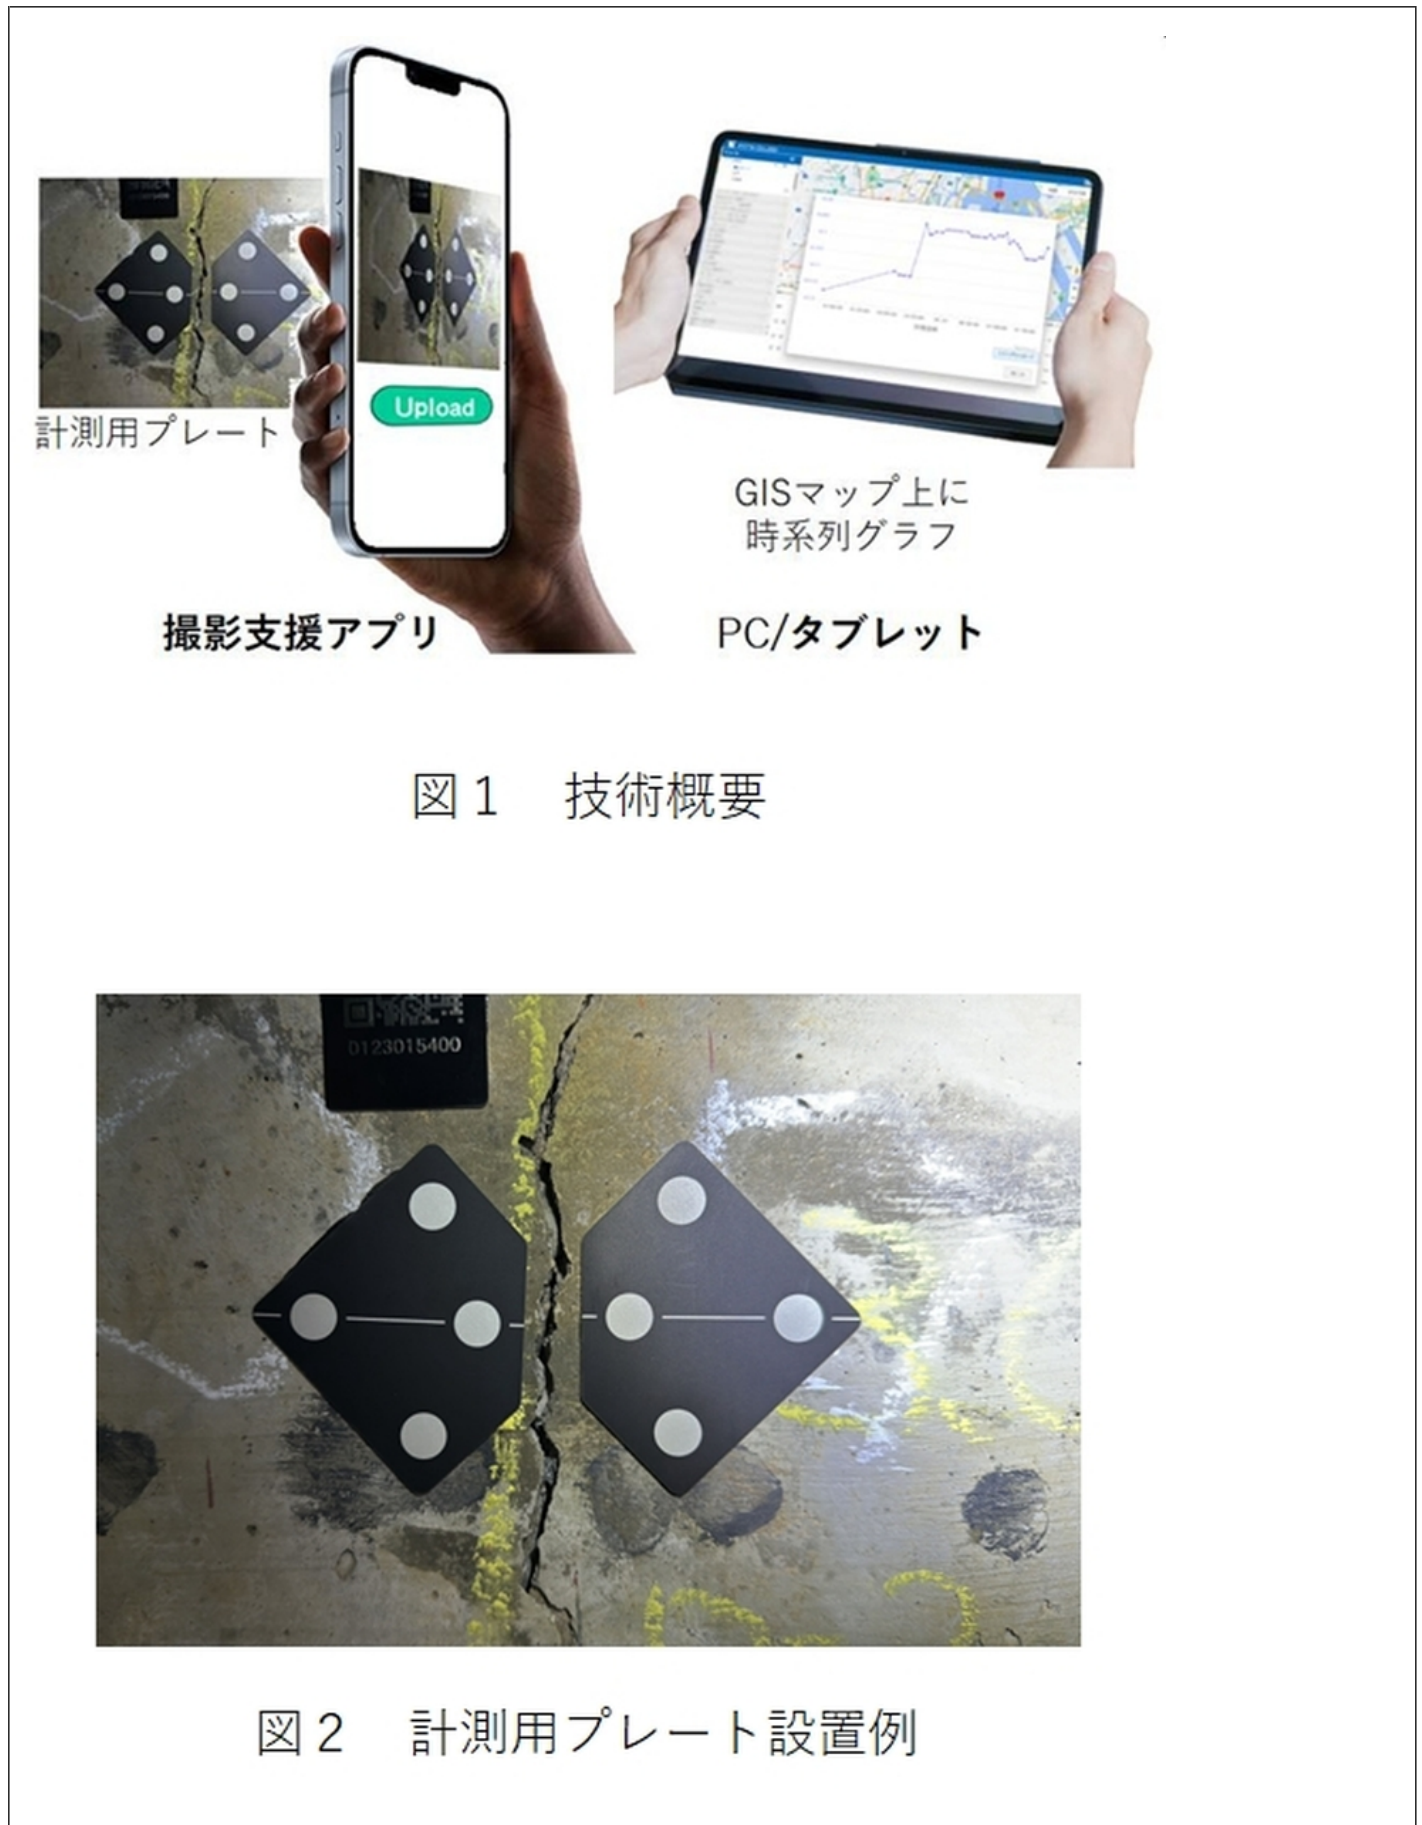 Upload
計測用プレート
GISマップ上に
時系列グラフ
撮影支援アプリ
PC/タブレット
図1 技術概要
0123015400
図2 計測用プレート設置例